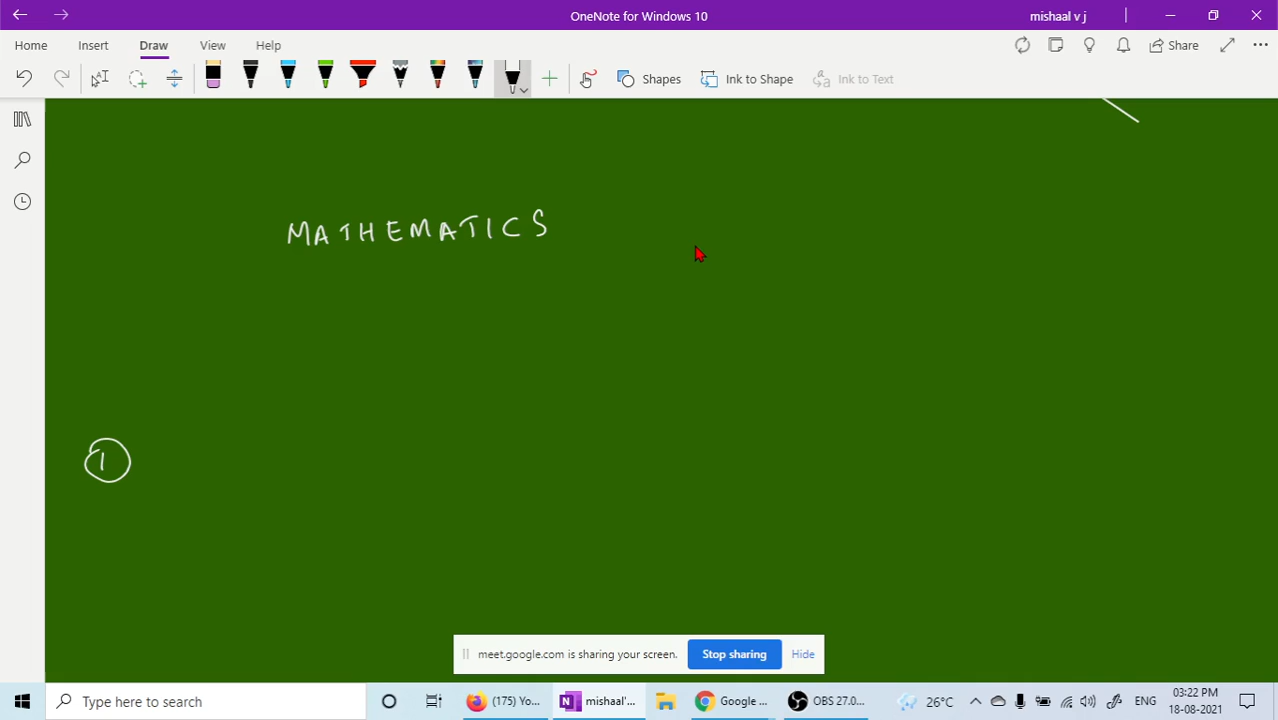 OneNote for Windows 10
mishaal v j
Home Insert Draw View Help
Share
Shapes Ink to Shape Ink to Text
MATHEMATICS
1
meet.google.com is sharing your screen. Stop sharing Hide
Type here to search
(175) Yo...
mishaal'...
Google ...
OBS 27.0...
26°C
ENG
03:22 PM
18-08-2021